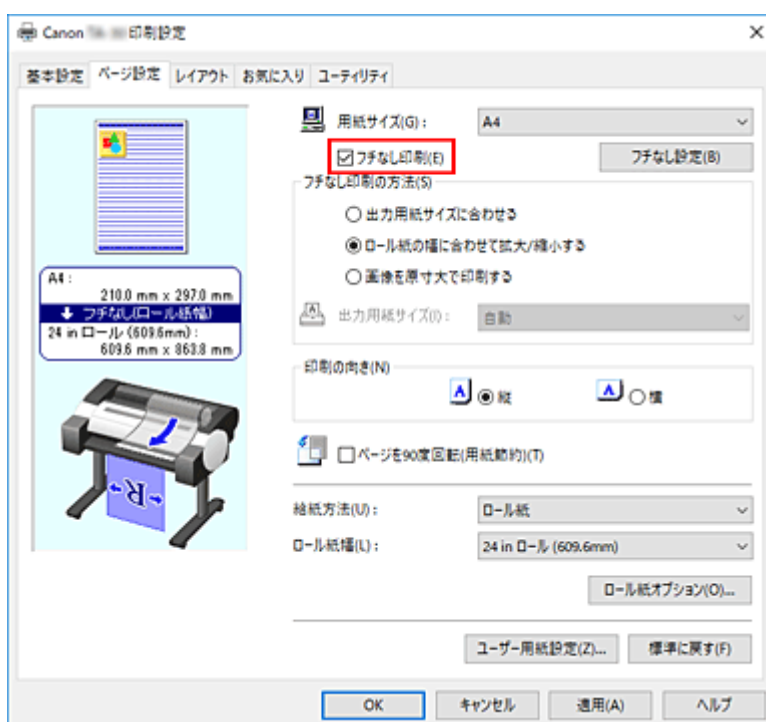 Canon 印刷設定
基本設定 ページ設定 レイアウト お気に入り ユーティリティ
用紙サイズ(G): A4
フチなし印刷(E) フチなし設定(B)
フチなし印刷の方法(S)
出力用紙サイズに合わせる
ロール紙の幅に合わせて拡大/縮小する
画像を原寸大で印刷する
出力用紙サイズ(I): 自動
A4:
210.0 mm x 297.0 mm
フチなし(ロール紙幅)
24 in ロール (609.6mm):
609.6 mm x 863.8 mm
R
印刷の向き(N)
A 縦 A 横
ページを90度回転(用紙節約)(T)
給紙方法(U): ロール紙
ロール紙幅(L): 24 in ロール (609.6mm)
ロール紙オプション(O)...
ユーザー用紙設定(Z)... 標準に戻す(F)
OK キャンセル 適用(A) ヘルプ